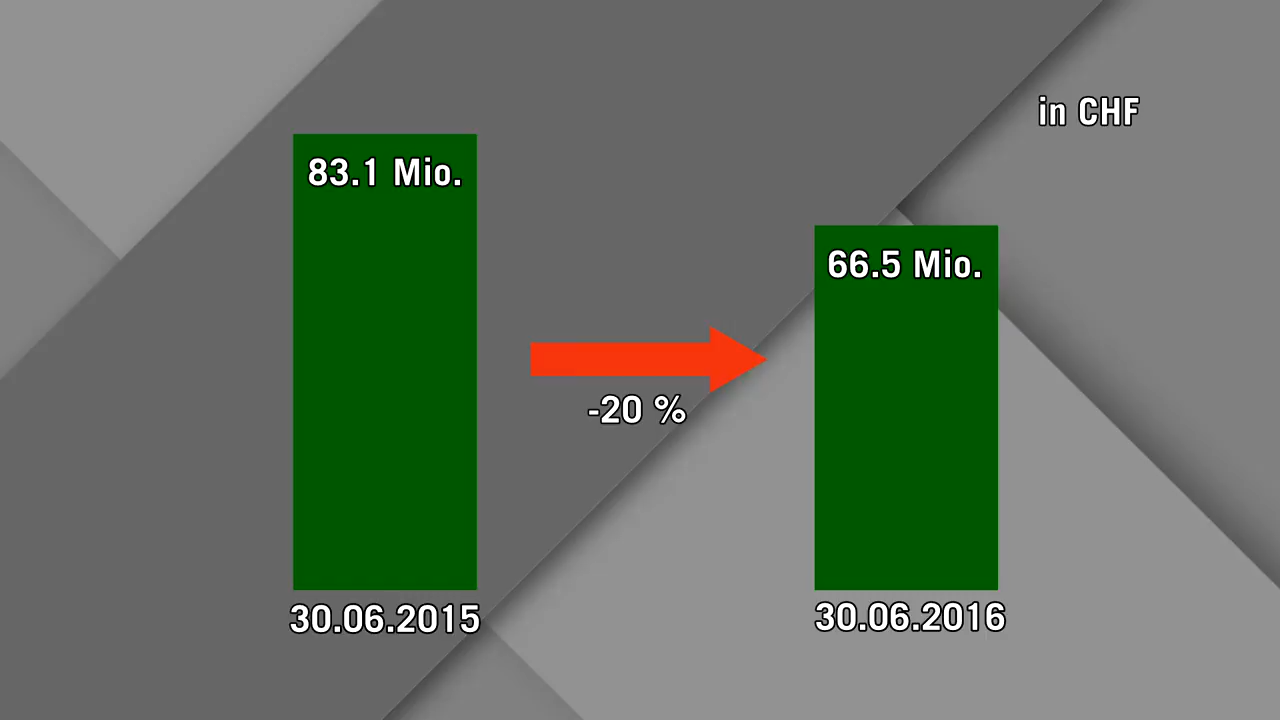 in CHF
83.1 Mio.
66.5 Mio.
-20 %
30.06.2015
30.06.2016